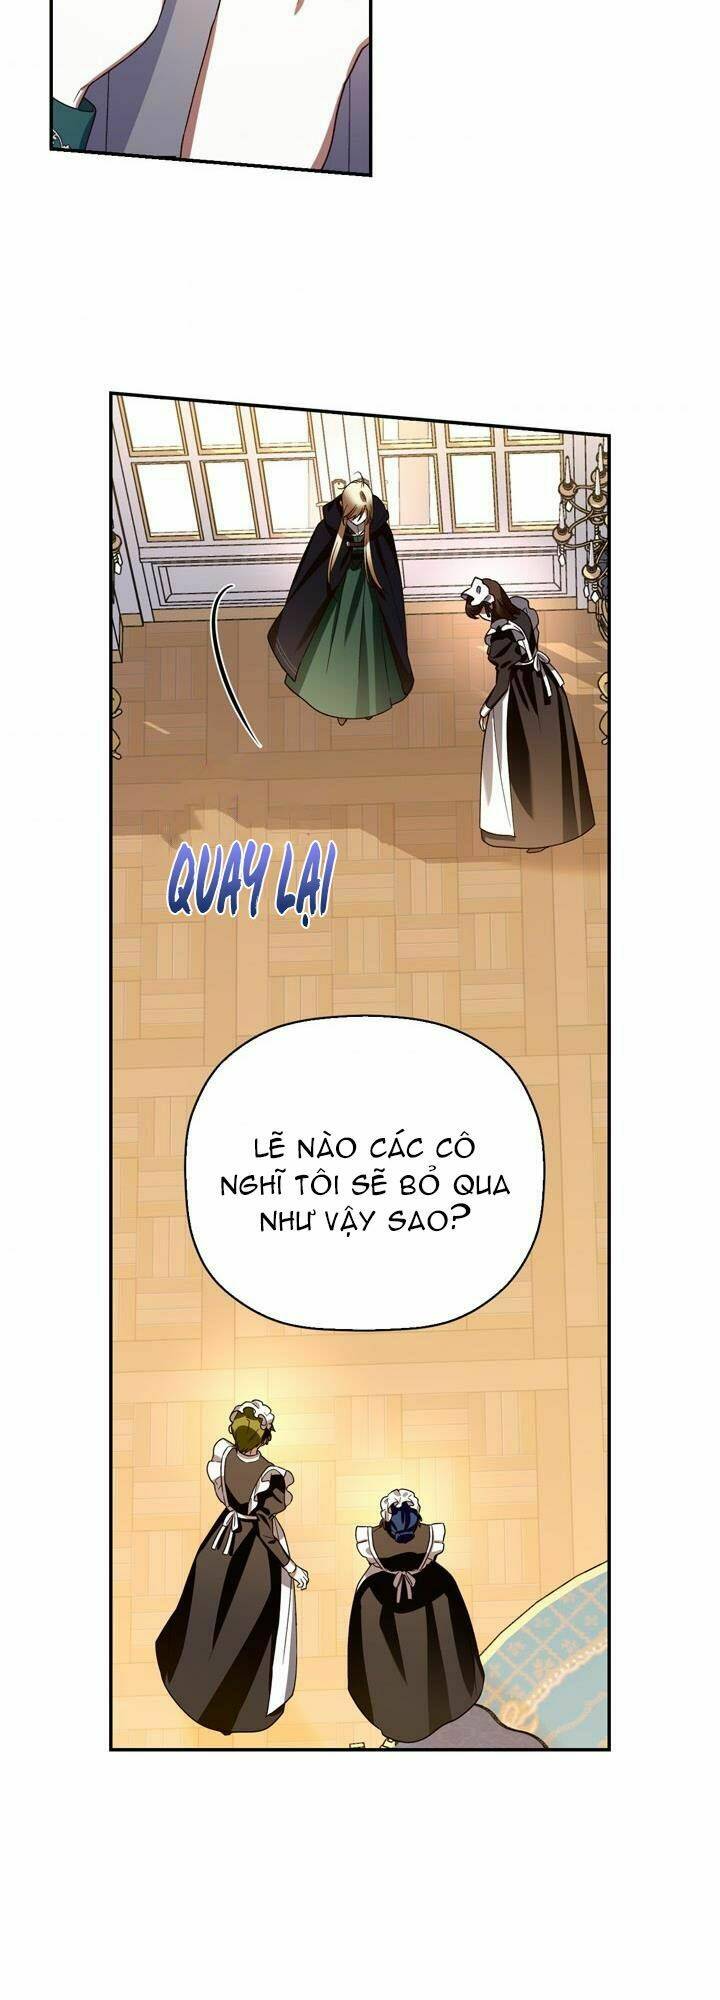 QUAY LẠI
LẼ NÀO CÁC CÔ
NGHĨ TÔI SẼ BỎ QUA
NHƯ VẬY SAO?